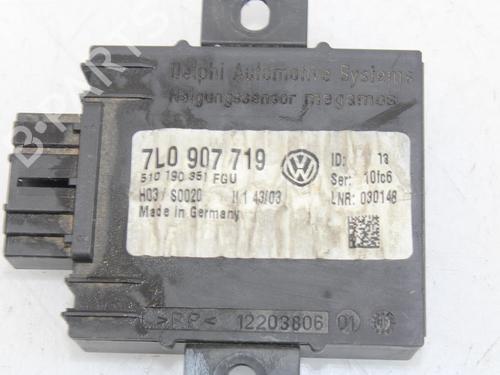 Delphi Automotive Systems
Neigungssensor megamos
7L0 907 719
510 190 351 FGU
H03/ S0020 43/03
Made in Germany
ID: 13
Ser: 10fc6
LNR: 030148
>PP< 12203806 01
B-PARTS